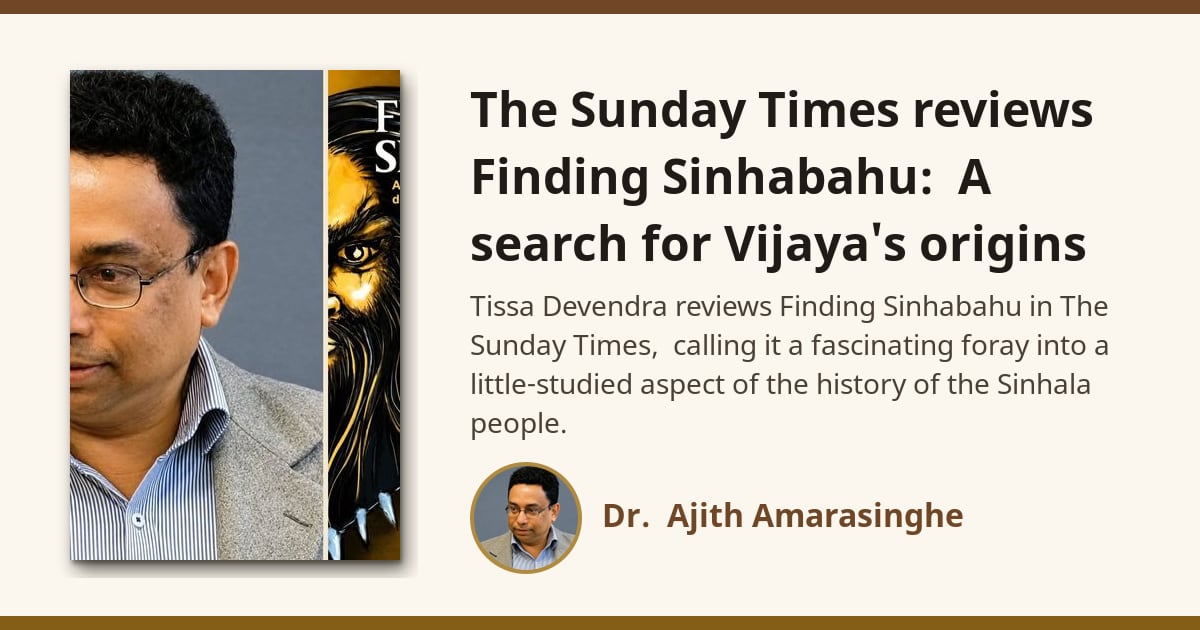 The Sunday Times reviews
Finding Sinhabahu:  A
search for Vijaya's origins
Tissa Devendra reviews Finding Sinhabahu in The
Sunday Times,  calling it a fascinating foray into a
little-studied aspect of the history of the Sinhala
people.
Dr.  Ajith Amarasinghe